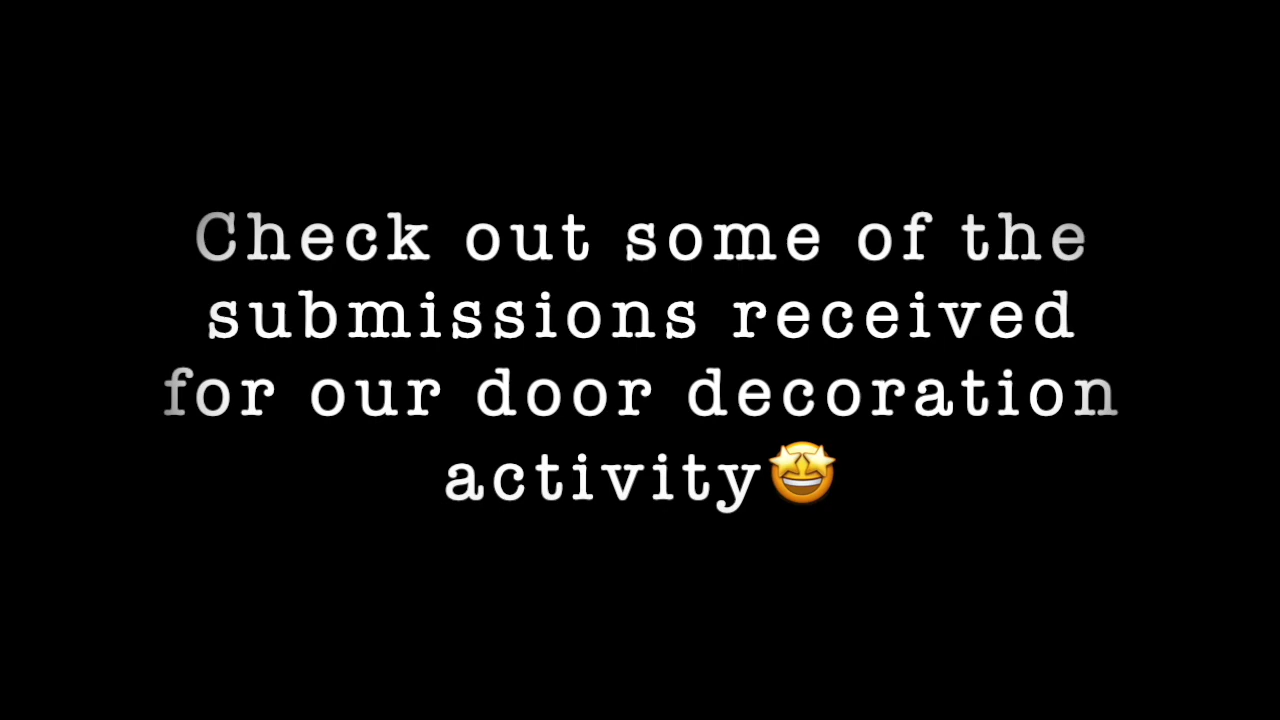 Check out some of the
submissions received
for our door decoration
activity🤩